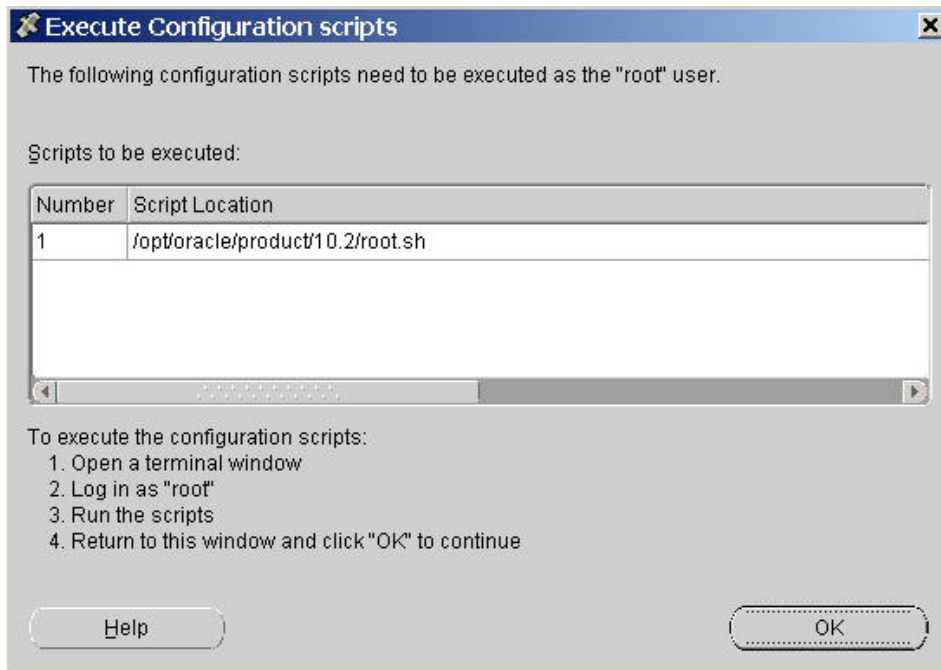 Execute Configuration scripts
The following configuration scripts need to be executed as the "root" user.
Scripts to be executed:
Number Script Location
1 /opt/oracle/product/10.2/root.sh
To execute the configuration scripts:
1. Open a terminal window
2. Log in as "root"
3. Run the scripts
4. Return to this window and click "OK" to continue
Help OK